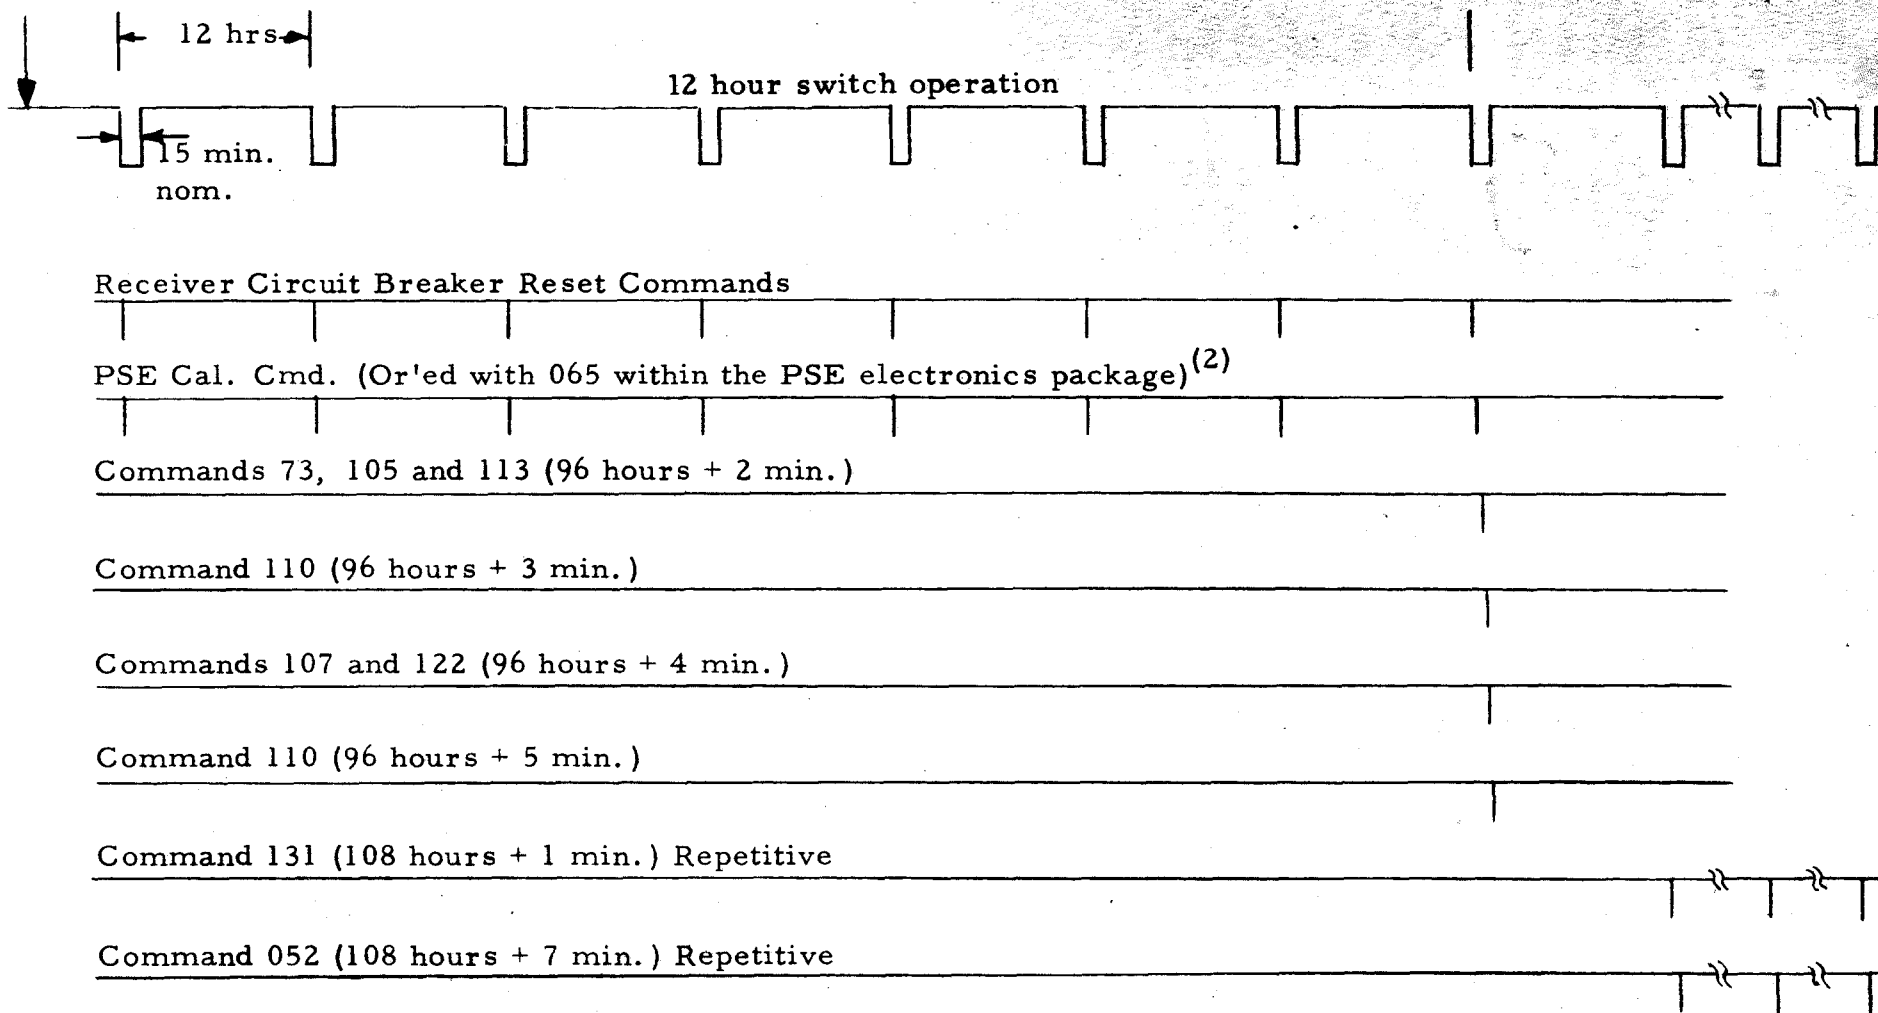 12 hrs
12 hour switch operation
15 min.
nom.
Receiver Circuit Breaker Reset Commands
PSE Cal. Cmd. (Or'ed with 065 within the PSE electronics package)(2)
Commands 73, 105 and 113 (96 hours + 2 min.)
Command 110 (96 hours + 3 min.)
Commands 107 and 122 (96 hours + 4 min.)
Command 110 (96 hours + 5 min.)
Command 131 (108 hours + 1 min.) Repetitive
Command 052 (108 hours + 7 min.) Repetitive